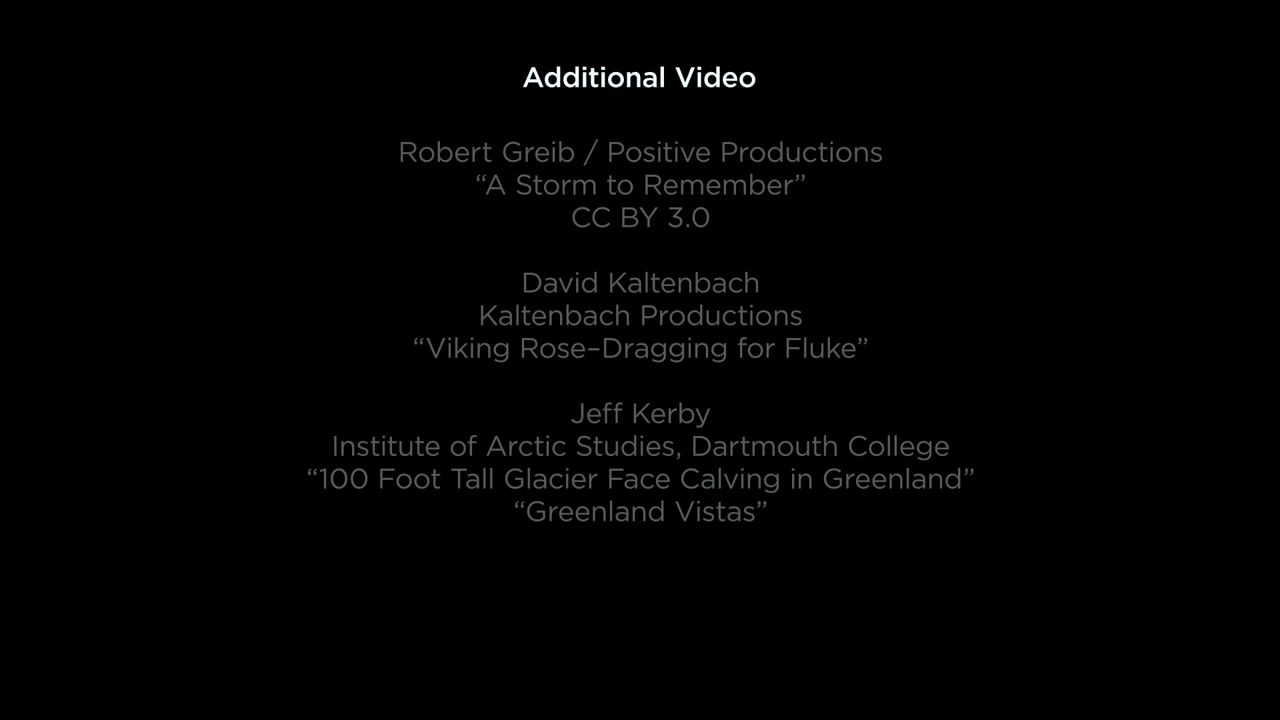 Additional Video
Robert Greib / Positive Productions
“A Storm to Remember”
CC BY 3.0
David Kaltenbach
Kaltenbach Productions
“Viking Rose–Dragging for Fluke”
Jeff Kerby
Institute of Arctic Studies, Dartmouth College
“100 Foot Tall Glacier Face Calving in Greenland”
“Greenland Vistas”